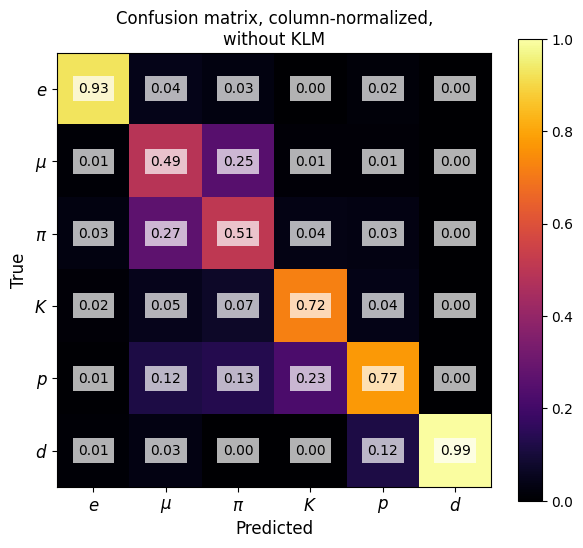 Confusion matrix, column-normalized,
without KLM
e 0.93 0.04 0.03 0.00 0.02 0.00
μ 0.01 0.49 0.25 0.01 0.01 0.00
π 0.03 0.27 0.51 0.04 0.03 0.00
K 0.02 0.05 0.07 0.72 0.04 0.00
p 0.01 0.12 0.13 0.23 0.77 0.00
d 0.01 0.03 0.00 0.00 0.12 0.99
e μ π K p d
True
Predicted
1.0
0.8
0.6
0.4
0.2
0.0